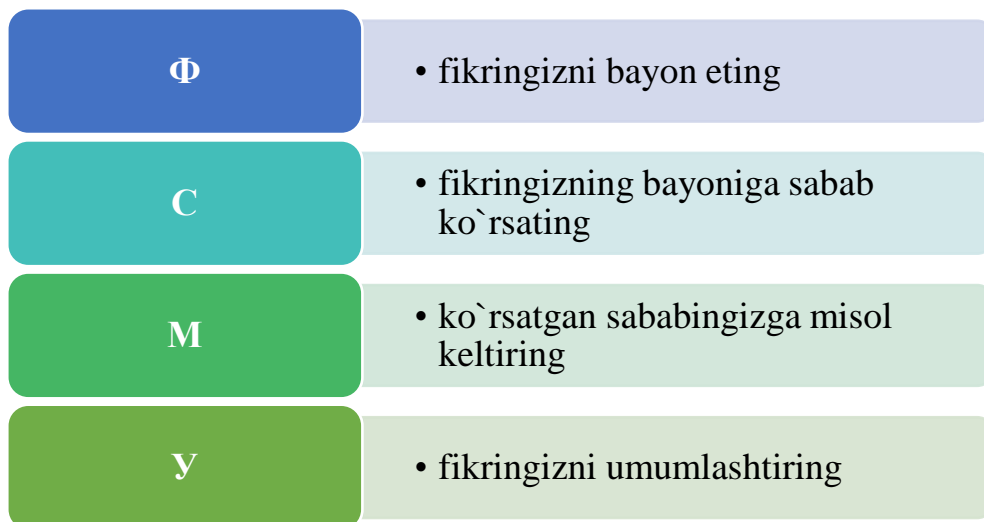 Ф
• fikringizni bayon eting
С
• fikringizning bayoniga sabab
ko`rsating
М
• ko`rsatgan sababingizga misol
keltiring
У
• fikringizni umumlashtiring